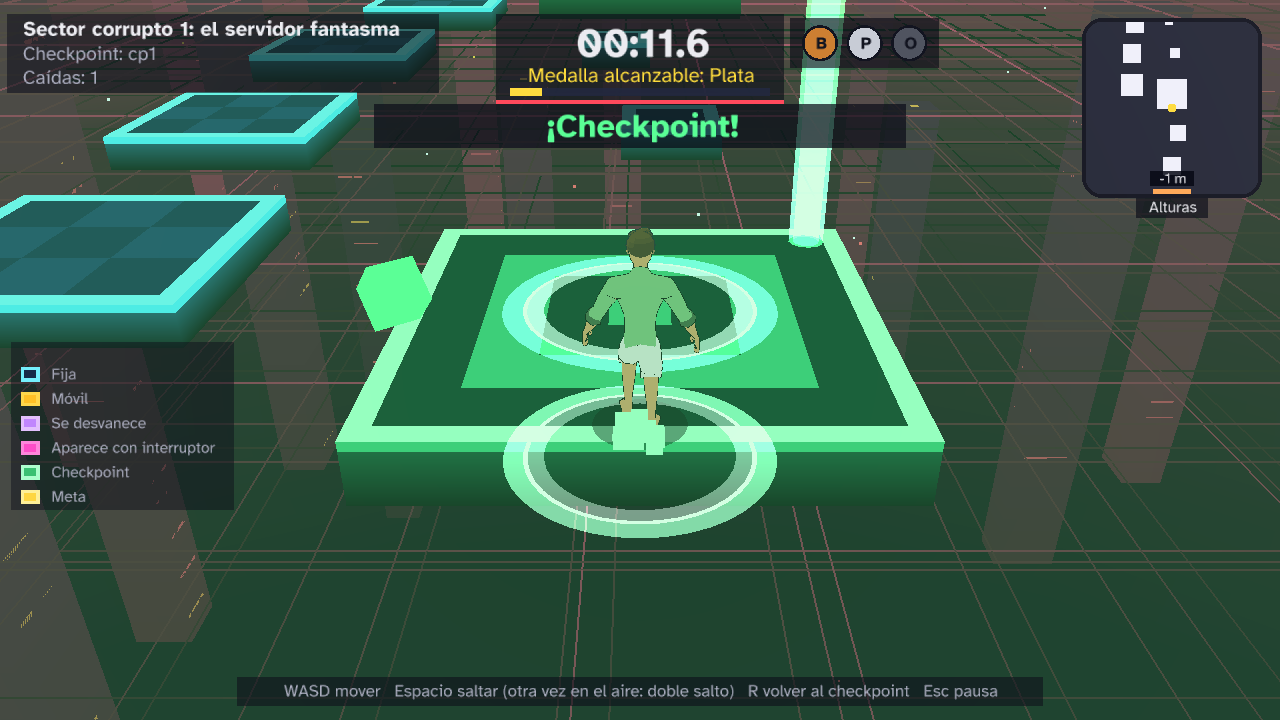 Sector corrupto 1: el servidor fantasma
Checkpoint: cp1
Caídas: 1
00:11.6
Medalla alcanzable: Plata
B P O
¡Checkpoint!
-1 m
Alturas
Fija
Móvil
Se desvanece
Aparece con interruptor
Checkpoint
Meta
WASD mover Espacio saltar (otra vez en el aire: doble salto) R volver al checkpoint Esc pausa